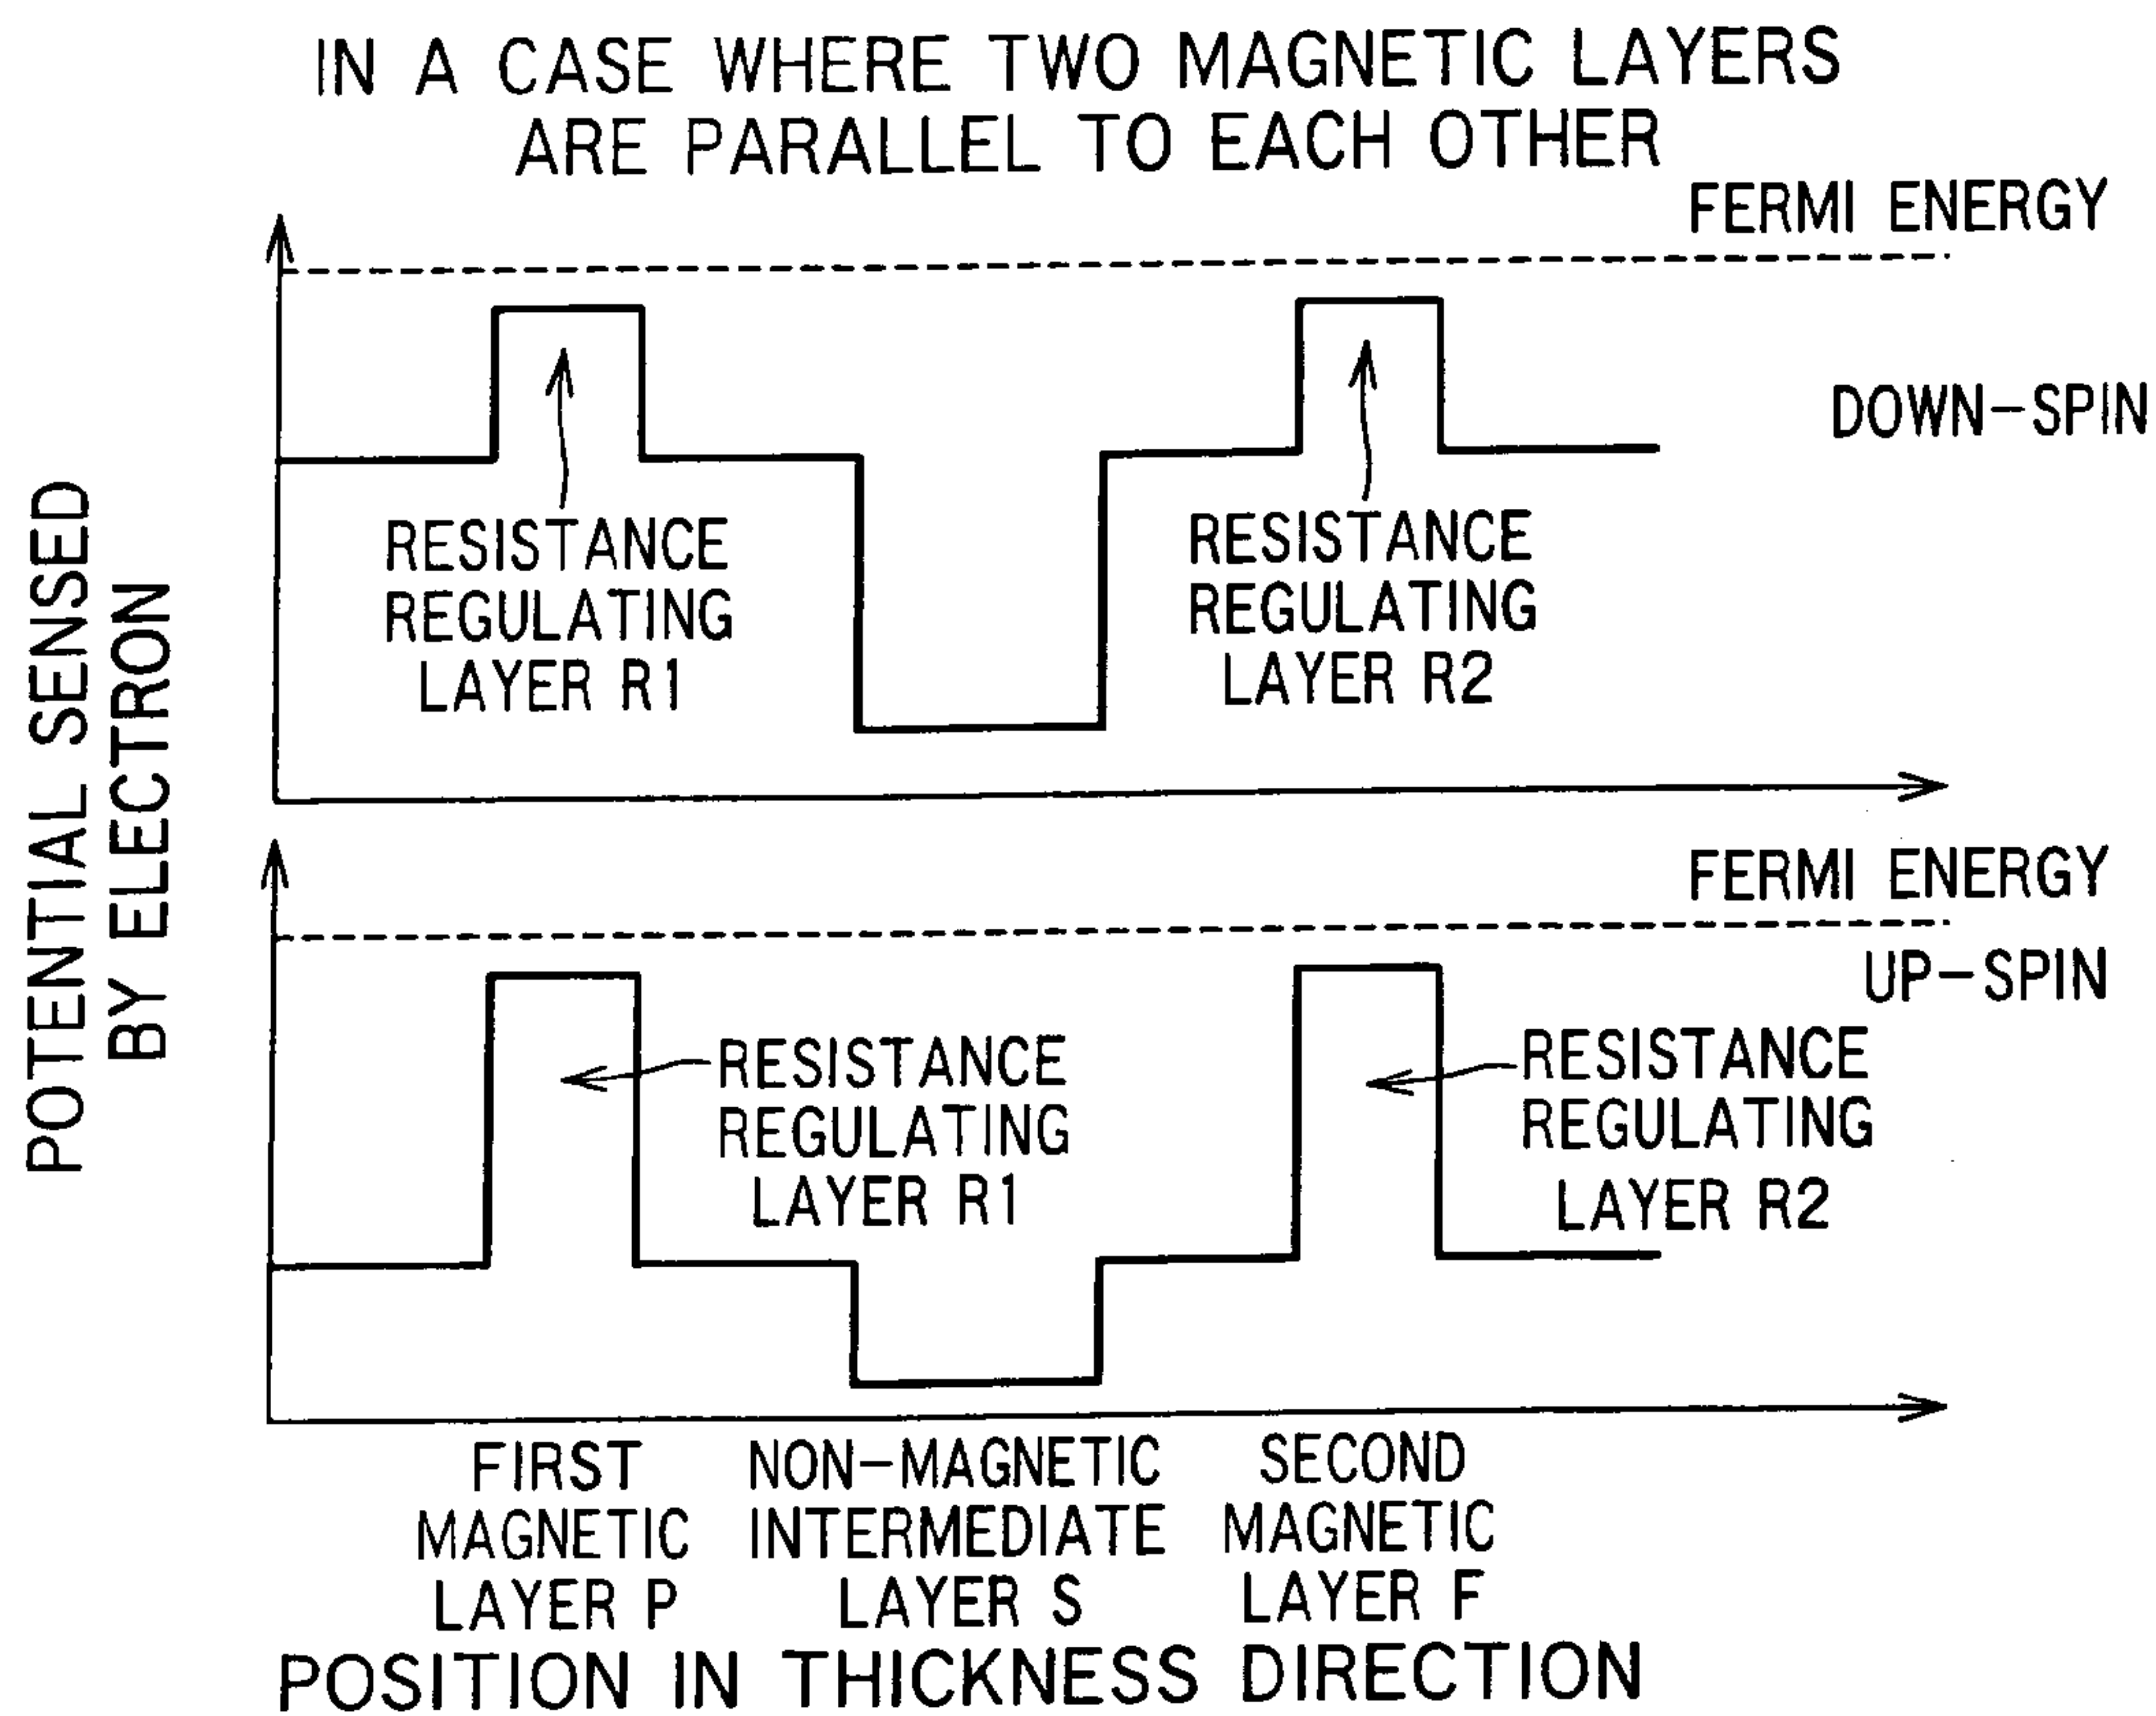 IN A CASE WHERE TWO MAGNETIC LAYERS
ARE PARALLEL TO EACH OTHER
FERMI ENERGY
DOWN-SPIN
RESISTANCE
REGULATING
LAYER R1
RESISTANCE
REGULATING
LAYER R2
POTENTIAL SENSED
BY ELECTRON
FERMI ENERGY
UP-SPIN
RESISTANCE
REGULATING
LAYER R1
RESISTANCE
REGULATING
LAYER R2
FIRST
MAGNETIC
LAYER P
NON-MAGNETIC
INTERMEDIATE
LAYER S
SECOND
MAGNETIC
LAYER F
POSITION IN THICKNESS DIRECTION